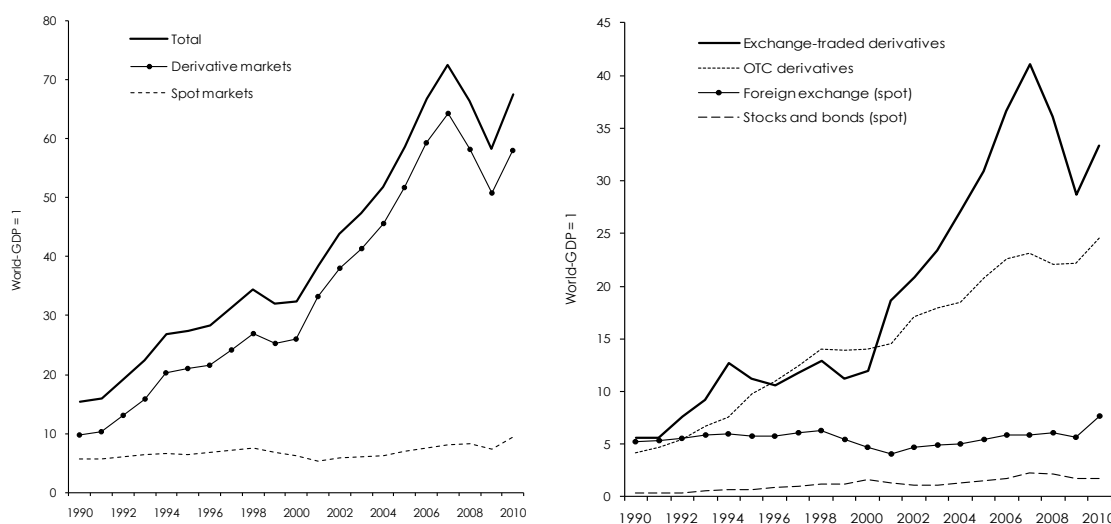 80
70
60
50
40
30
20
10
0
World-GDP = 1
Total
Derivative markets
Spot markets
1990 1992 1994 1996 1998 2000 2002 2004 2006 2008 2010
45
40
35
30
25
20
15
10
5
0
World-GDP = 1
Exchange-traded derivatives
OTC derivatives
Foreign exchange (spot)
Stocks and bonds (spot)
1990 1992 1994 1996 1998 2000 2002 2004 2006 2008 2010